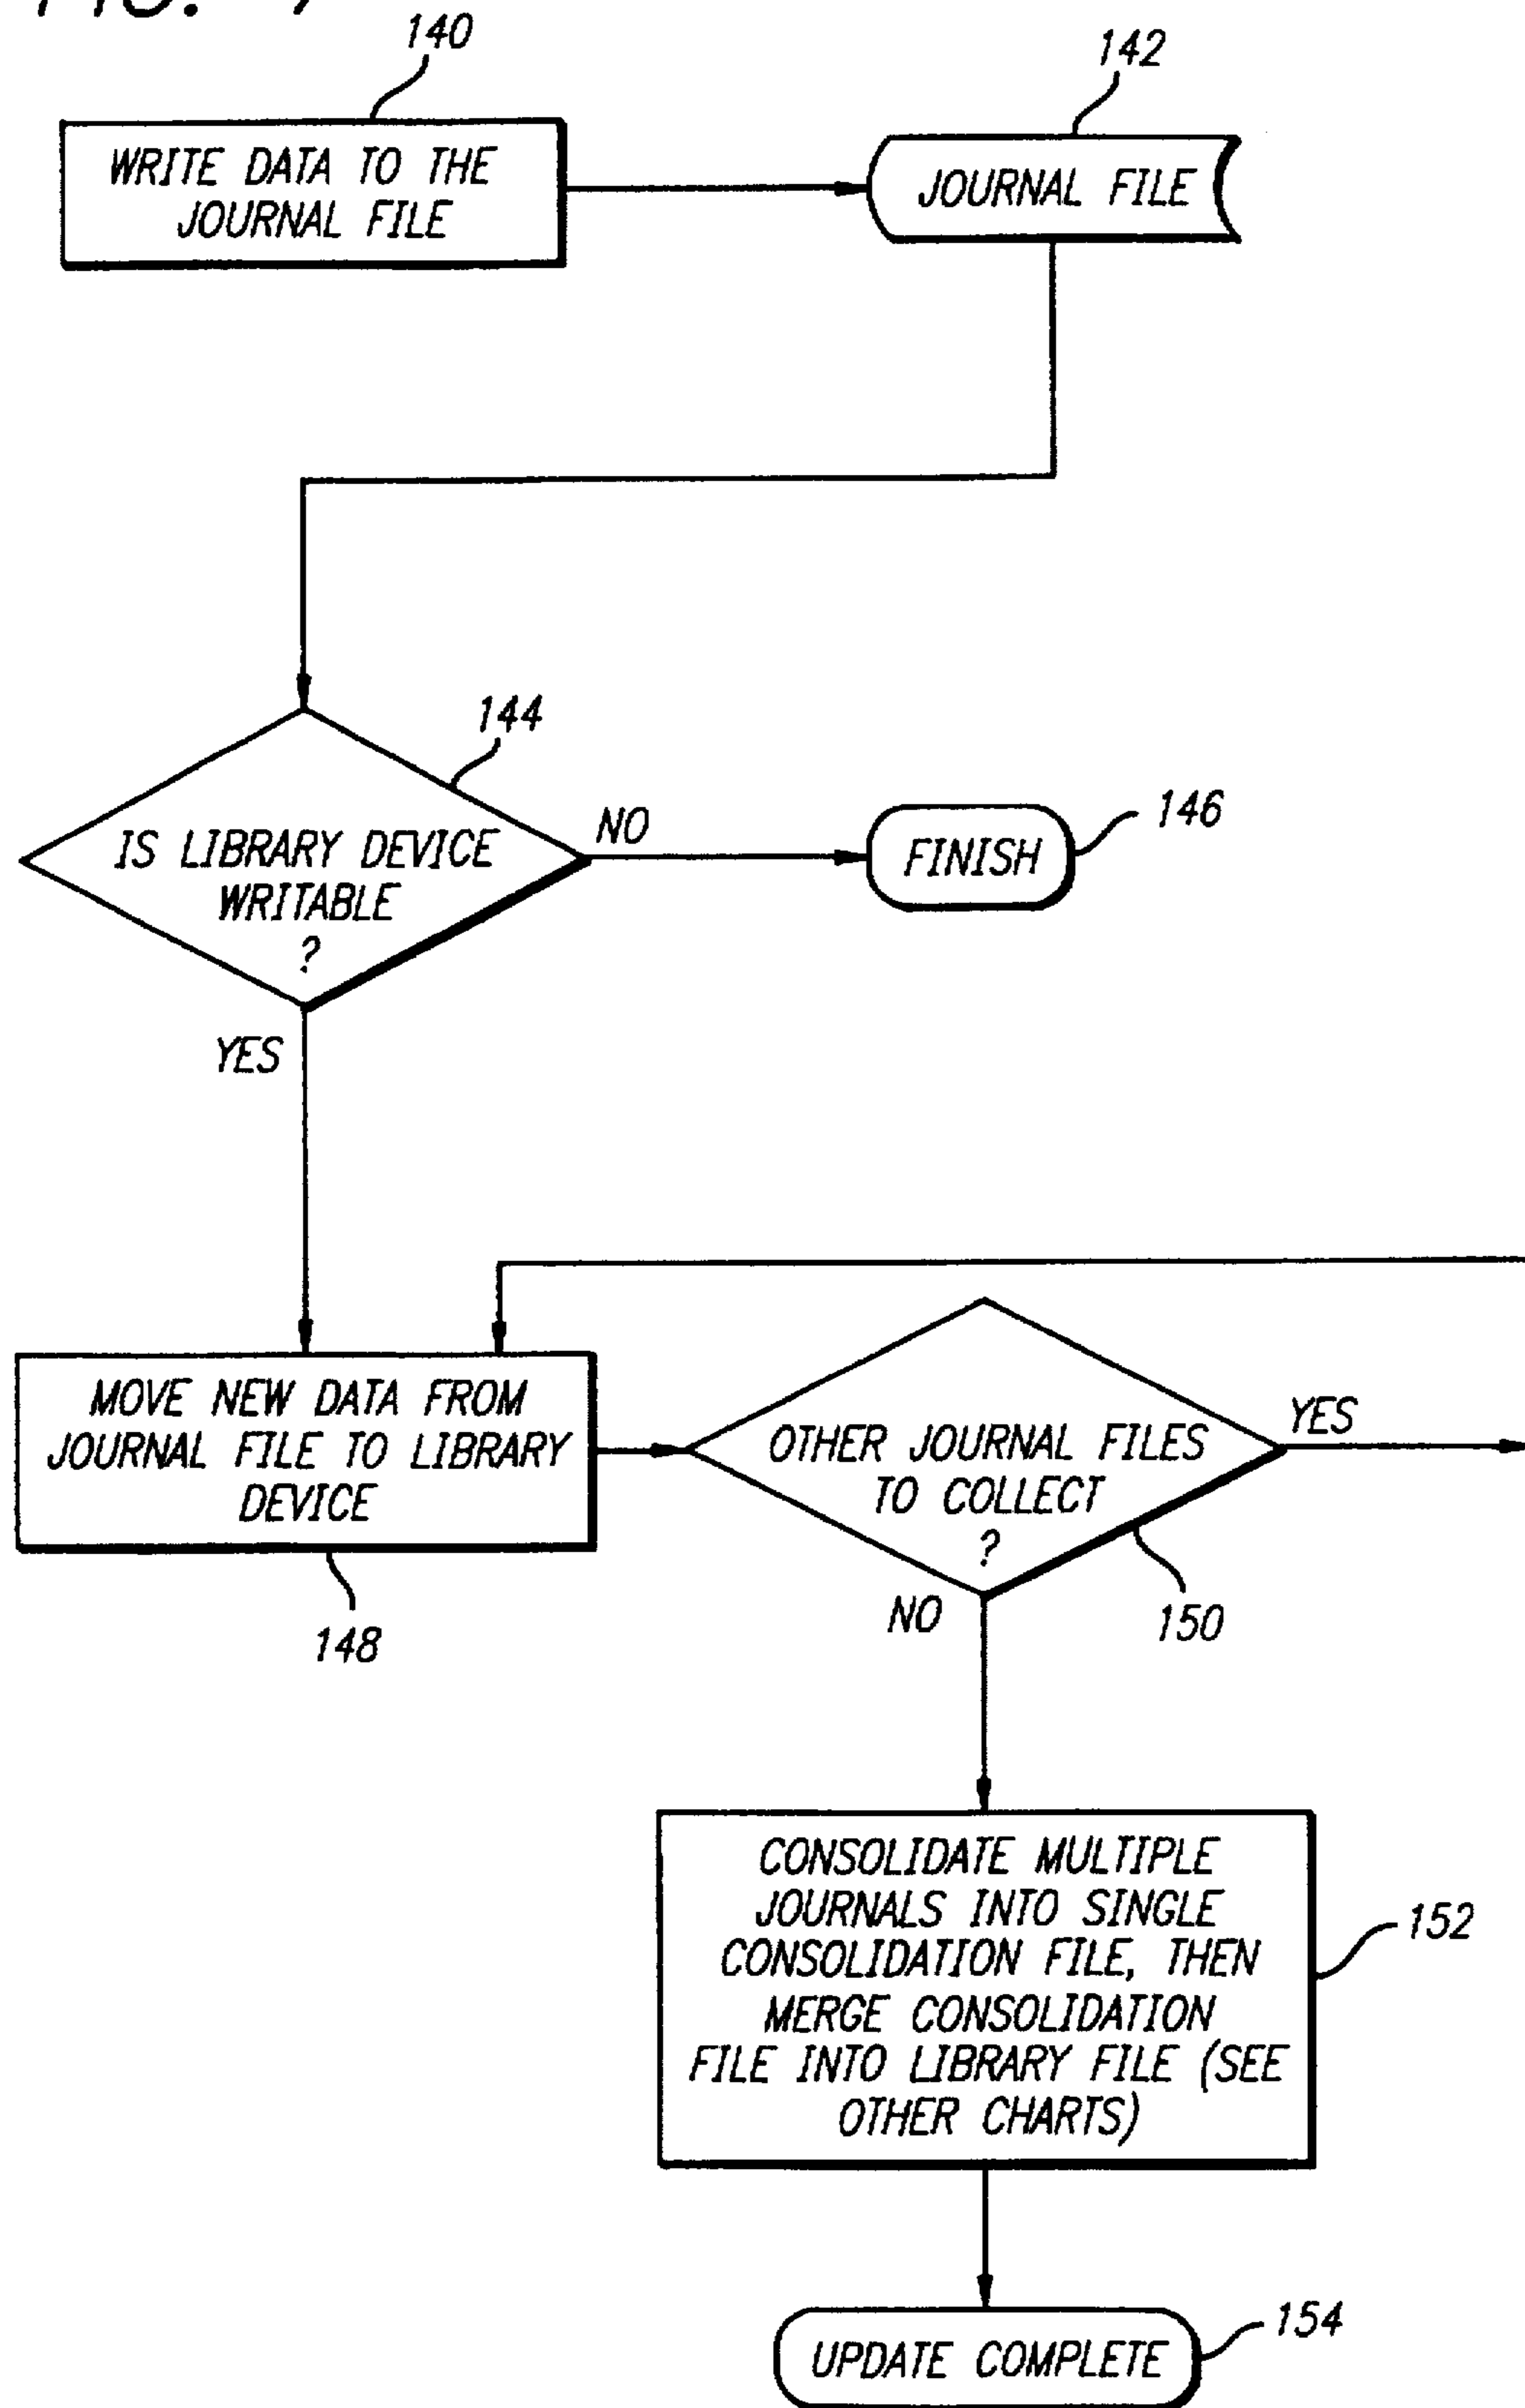 140
142
WRITE DATA TO THE
JOURNAL FILE
JOURNAL FILE
144
IS LIBRARY DEVICE
WRITABLE
?
NO
FINISH
146
YES
MOVE NEW DATA FROM
JOURNAL FILE TO LIBRARY
DEVICE
148
OTHER JOURNAL FILES
TO COLLECT
?
YES
150
NO
CONSOLIDATE MULTIPLE
JOURNALS INTO SINGLE
CONSOLIDATION FILE, THEN
MERGE CONSOLIDATION
FILE INTO LIBRARY FILE (SEE
OTHER CHARTS)
152
UPDATE COMPLETE
154